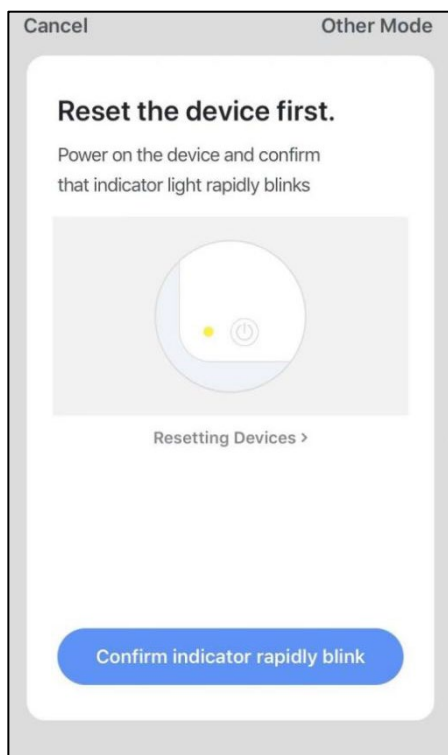 Cancel
Other Mode
Reset the device first.
Power on the device and confirm
that indicator light rapidly blinks
Resetting Devices >
Confirm indicator rapidly blink